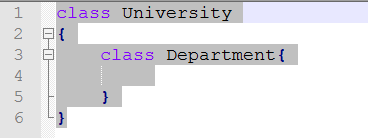 1 class University
2 {
3 class Department{
4
5 }
6 }